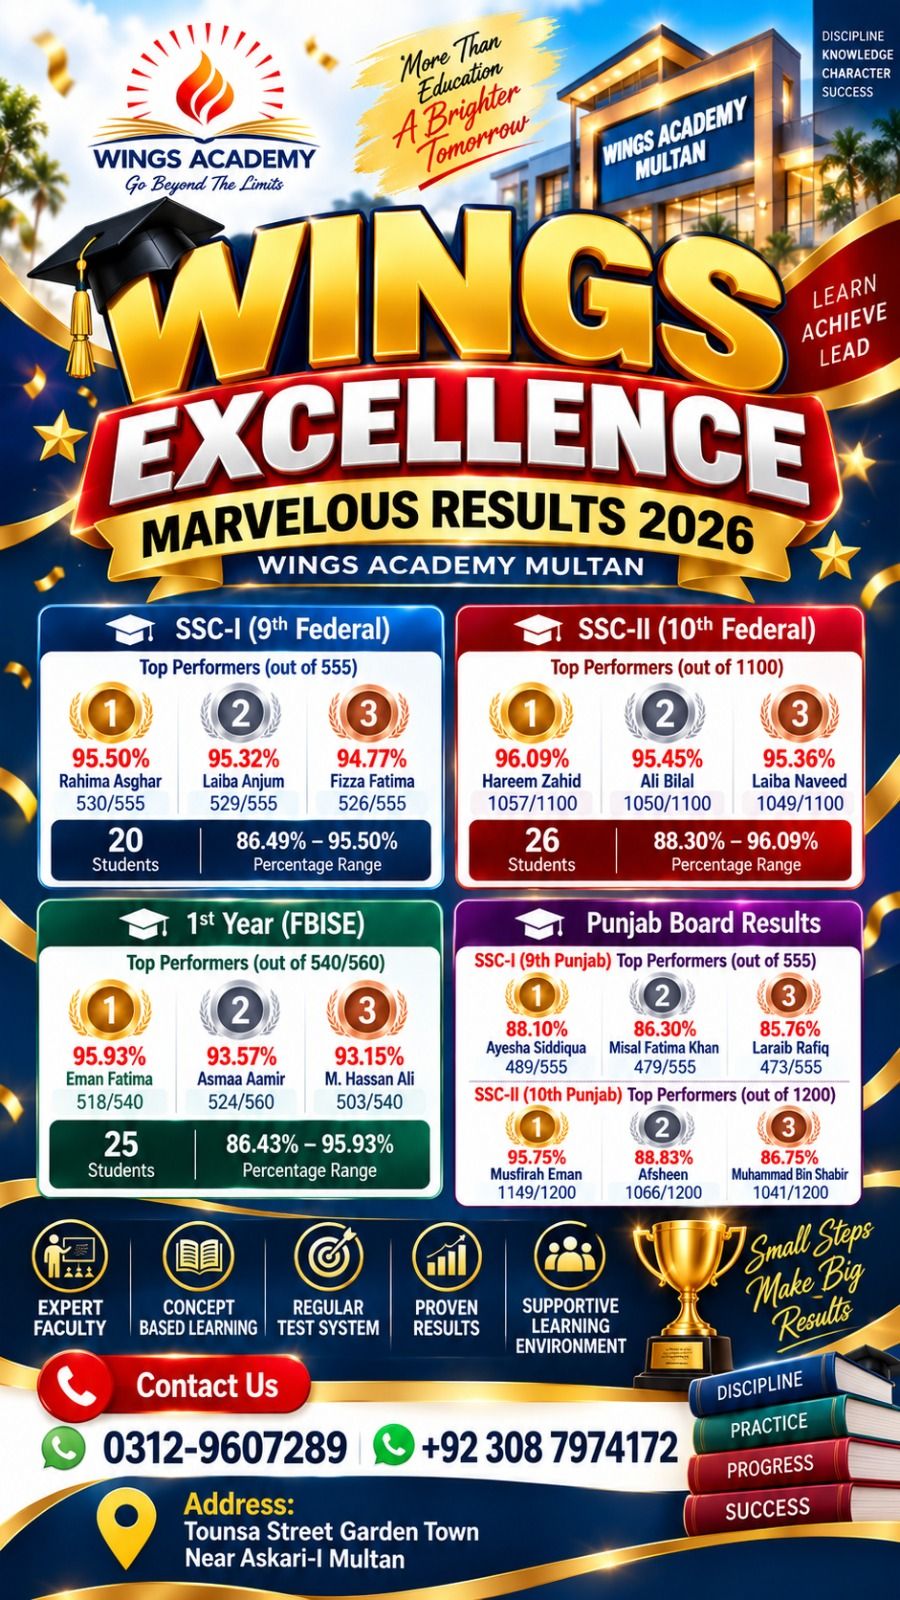 WINGS ACADEMY
Go Beyond The Limits
"More Than
Education
A Brighter
Tomorrow
WINGS ACADEMY
MULTAN
DISCIPLINE
KNOWLEDGE
CHARACTER
SUCCESS
WINGS
LEARN
ACHIEVE
LEAD
EXCELLENCE
MARVELOUS RESULTS 2026
WINGS ACADEMY MULTAN
SSC-I (9th Federal)
Top Performers (out of 555)
1 2 3
95.50% 95.32% 94.77%
Rahima Asghar Laiba Anjum Fizza Fatima
530/555 529/555 526/555
20 86.49% – 95.50%
Students Percentage Range
SSC-II (10th Federal)
Top Performers (out of 1100)
1 2 3
96.09% 95.45% 95.36%
Hareem Zahid Ali Bilal Laiba Naveed
1057/1100 1050/1100 1049/1100
26 88.30% – 96.09%
Students Percentage Range
1st Year (FBISE)
Top Performers (out of 540/560)
1 2 3
95.93% 93.57% 93.15%
Eman Fatima Asmaa Aamir M. Hassan Ali
518/540 524/560 503/540
25 86.43% – 95.93%
Students Percentage Range
Punjab Board Results
SSC-I (9th Punjab) Top Performers (out of 555)
1 2 3
88.10% 86.30% 85.76%
Ayesha Siddiqua Misal Fatima Khan Laraib Rafiq
489/555 479/555 473/555
SSC-II (10th Punjab) Top Performers (out of 1200)
1 2 3
95.75% 88.83% 86.75%
Musfirah Eman Afsheen Muhammad Bin Shabir
1149/1200 1066/1200 1041/1200
EXPERT
FACULTY
CONCEPT
BASED LEARNING
REGULAR
TEST SYSTEM
PROVEN
RESULTS
SUPPORTIVE
LEARNING
ENVIRONMENT
Small Steps
Make Big
Results
Contact Us
0312-9607289 +92 308 7974172
DISCIPLINE
PRACTICE
PROGRESS
SUCCESS
Address:
Tounsa Street Garden Town
Near Askari-I Multan